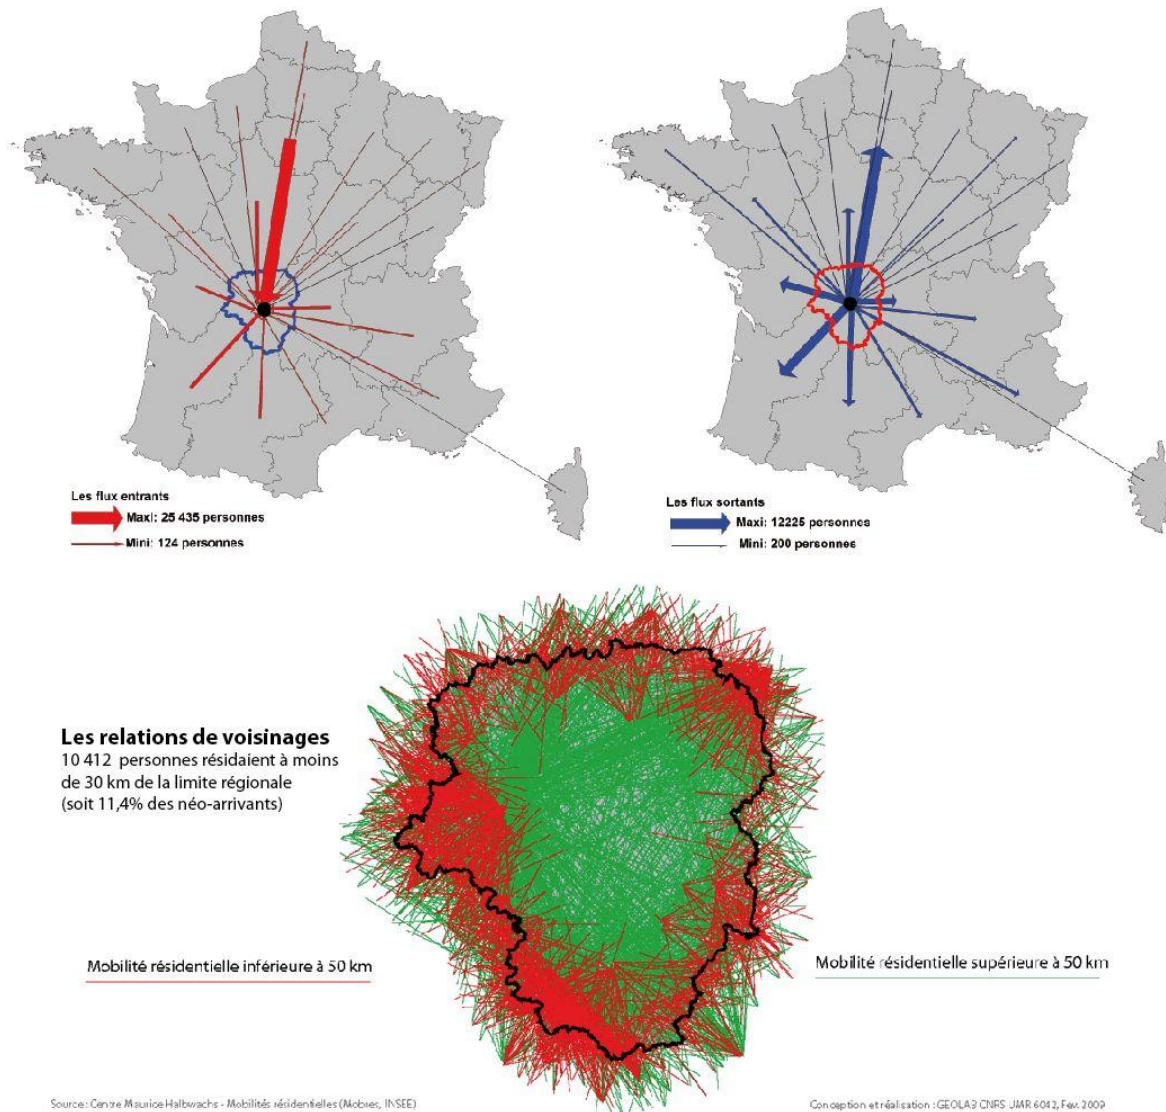 Les flux entrants
Maxi: 25 435 personnes
Mini: 124 personnes
Les flux sortants
Maxi: 12225 personnes
Mini: 200 personnes
Les relations de voisinages
10 412 personnes résidaient à moins
de 30 km de la limite régionale
(soit 11,4% des néo-arrivants)
Mobilité résidentielle inférieure à 50 km
Mobilité résidentielle supérieure à 50 km
Source: Centre Maurice Halbwachs - Mobilités résidentielles (Mobres, INSEE)
Conception et réalisation : GEOLAB CNRS UMR 6042, Fev. 2009